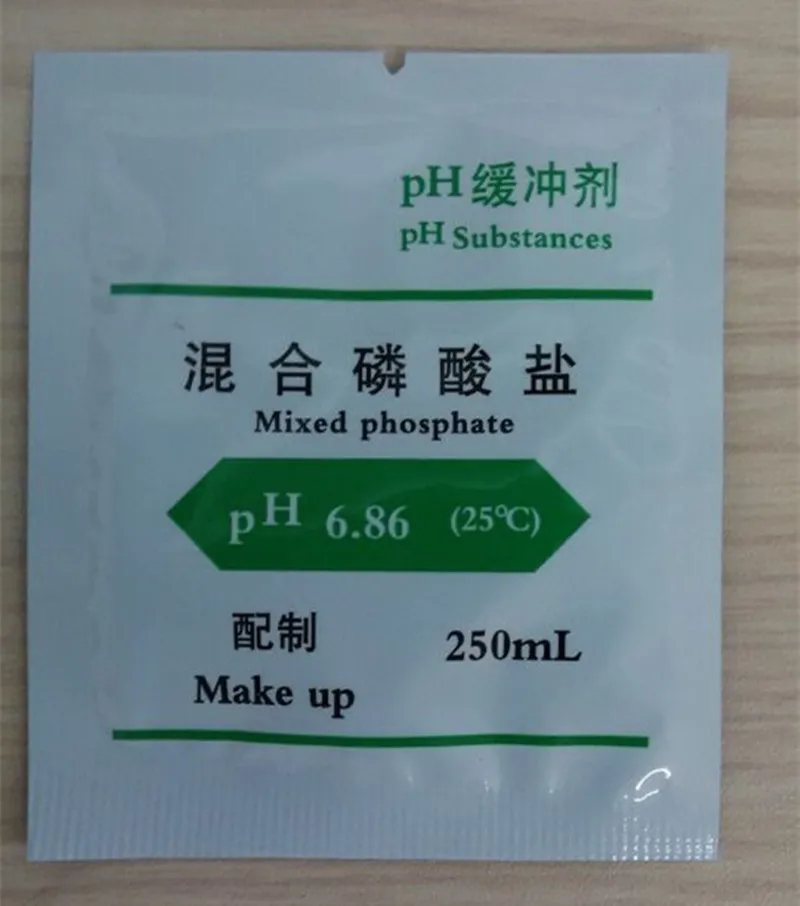 pH缓冲剂
pH Substances
混合磷酸盐
Mixed phosphate
pH 6.86 (25℃)
配制 250mL
Make up